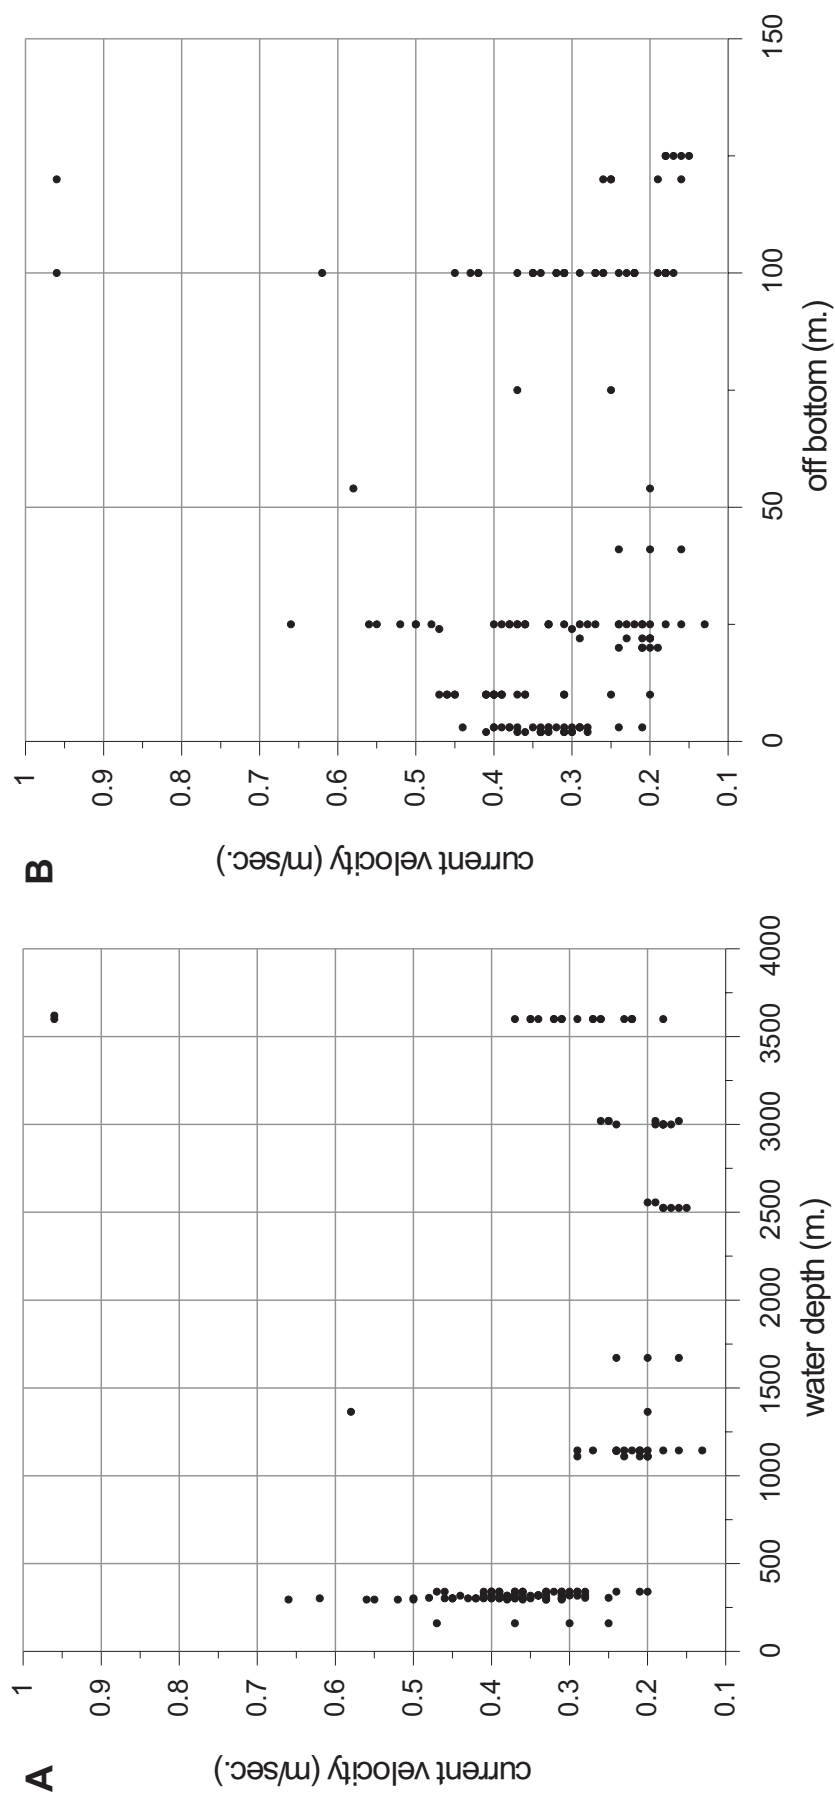 A
current velocity (m/sec.)
1
0.9
0.8
0.7
0.6
0.5
0.4
0.3
0.2
0.1
0 500 1000 1500 2000 2500 3000 3500 4000
water depth (m.)
B
current velocity (m/sec.)
1
0.9
0.8
0.7
0.6
0.5
0.4
0.3
0.2
0.1
0 50 100 150
off bottom (m.)